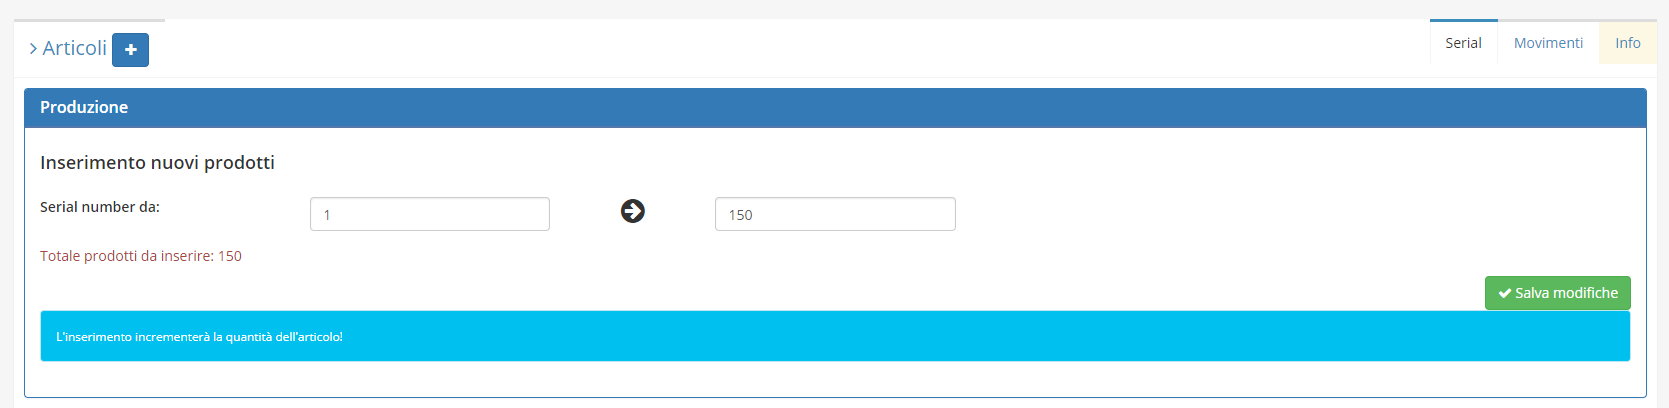 Articoli
Serial Movimenti Info
Produzione
Inserimento nuovi prodotti
Serial number da: 1 150
Totale prodotti da inserire: 150
Salva modifiche
L'inserimento incrementerà la quantità dell'articolo!